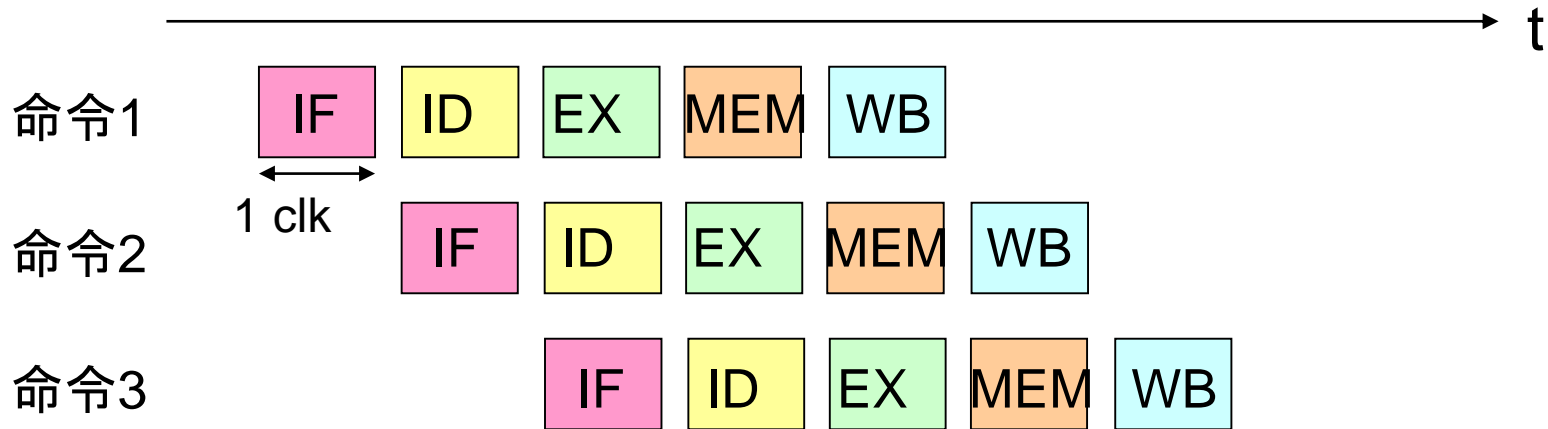 t
命令1 IF ID EX MEM WB
1 clk
命令2 IF ID EX MEM WB
命令3 IF ID EX MEM WB